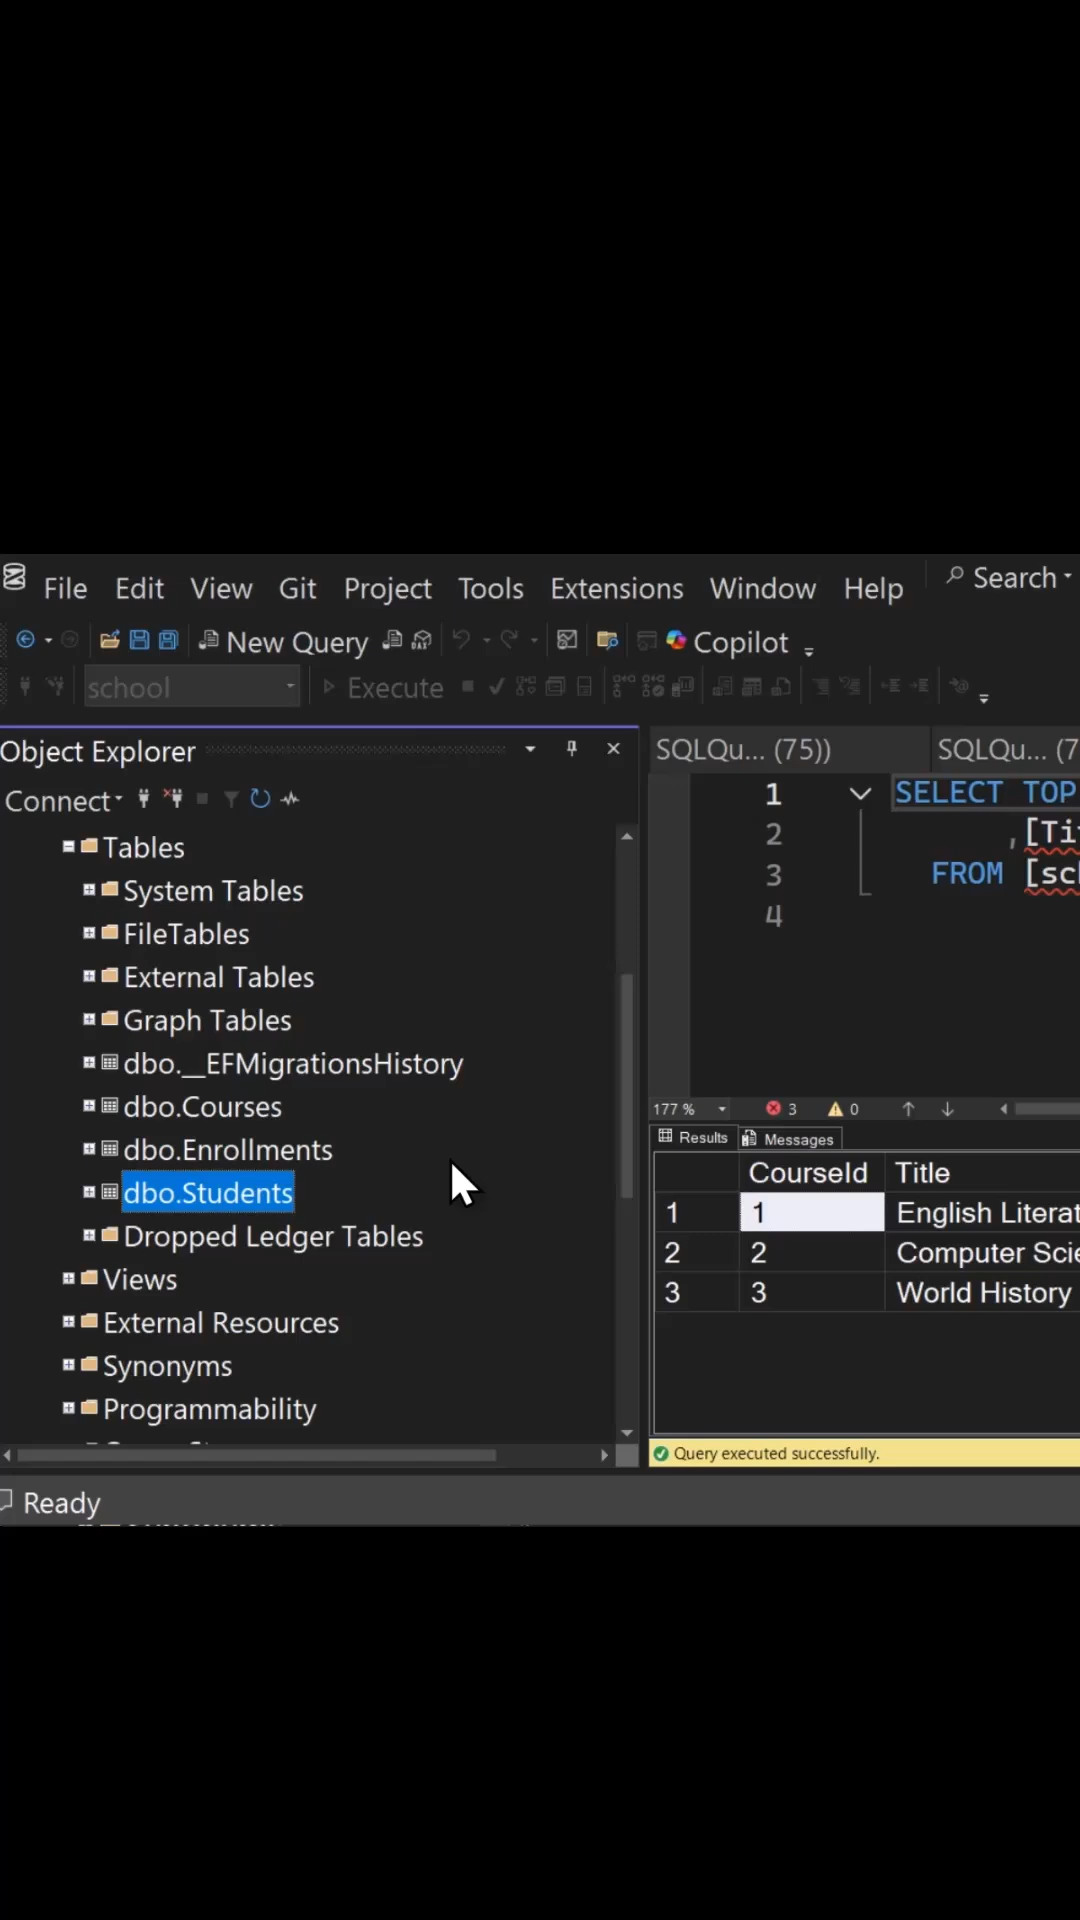 File Edit View Git Project Tools Extensions Window Help Search
New Query Copilot
school Execute
Object Explorer
Connect
Tables
System Tables
FileTables
External Tables
Graph Tables
dbo.__EFMigrationsHistory
dbo.Courses
dbo.Enrollments
dbo.Students
Dropped Ledger Tables
Views
External Resources
Synonyms
Programmability
SQLQu... (75)) SQLQu... (7
1 SELECT TOP
2 ,[Ti
3 FROM [sc
4
177 % 3 0
Results Messages
CourseId Title
1 1 English Literat
2 2 Computer Scie
3 3 World History
Query executed successfully.
Ready